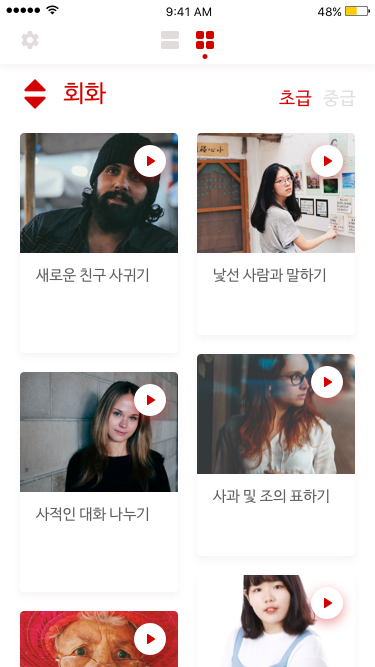 9:41 AM
48%
회화
초급 중급
새로운 친구 사귀기
낯선 사람과 말하기
사적인 대화 나누기
사과 및 조의 표하기